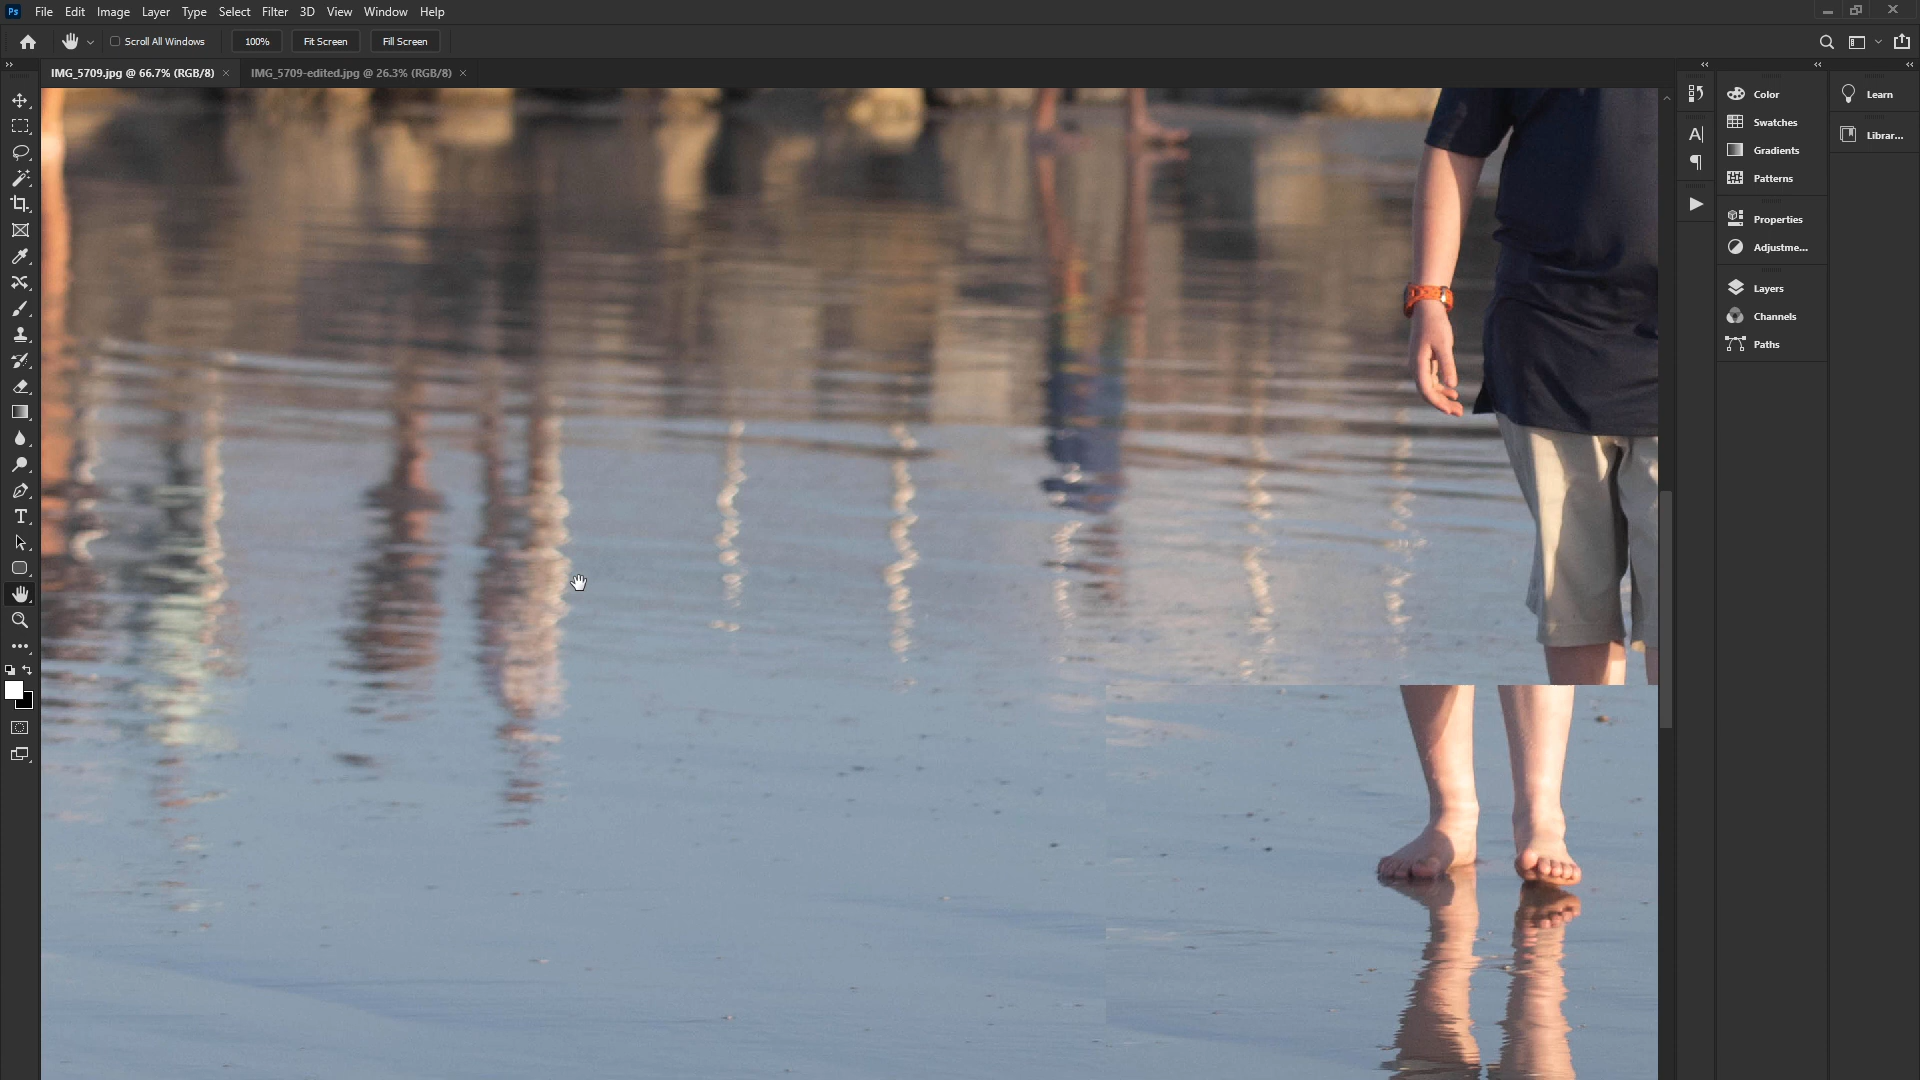 Ps File Edit Image Layer Type Select Filter 3D View Window Help
Scroll All Windows 100% Fit Screen Fill Screen
IMG_5709.jpg @ 66.7% (RGB/8) × IMG_5709-edited.jpg @ 26.3% (RGB/8) ×
Color
Swatches
Gradients
Patterns
Properties
Adjustme...
Layers
Channels
Paths
Learn
Librar...